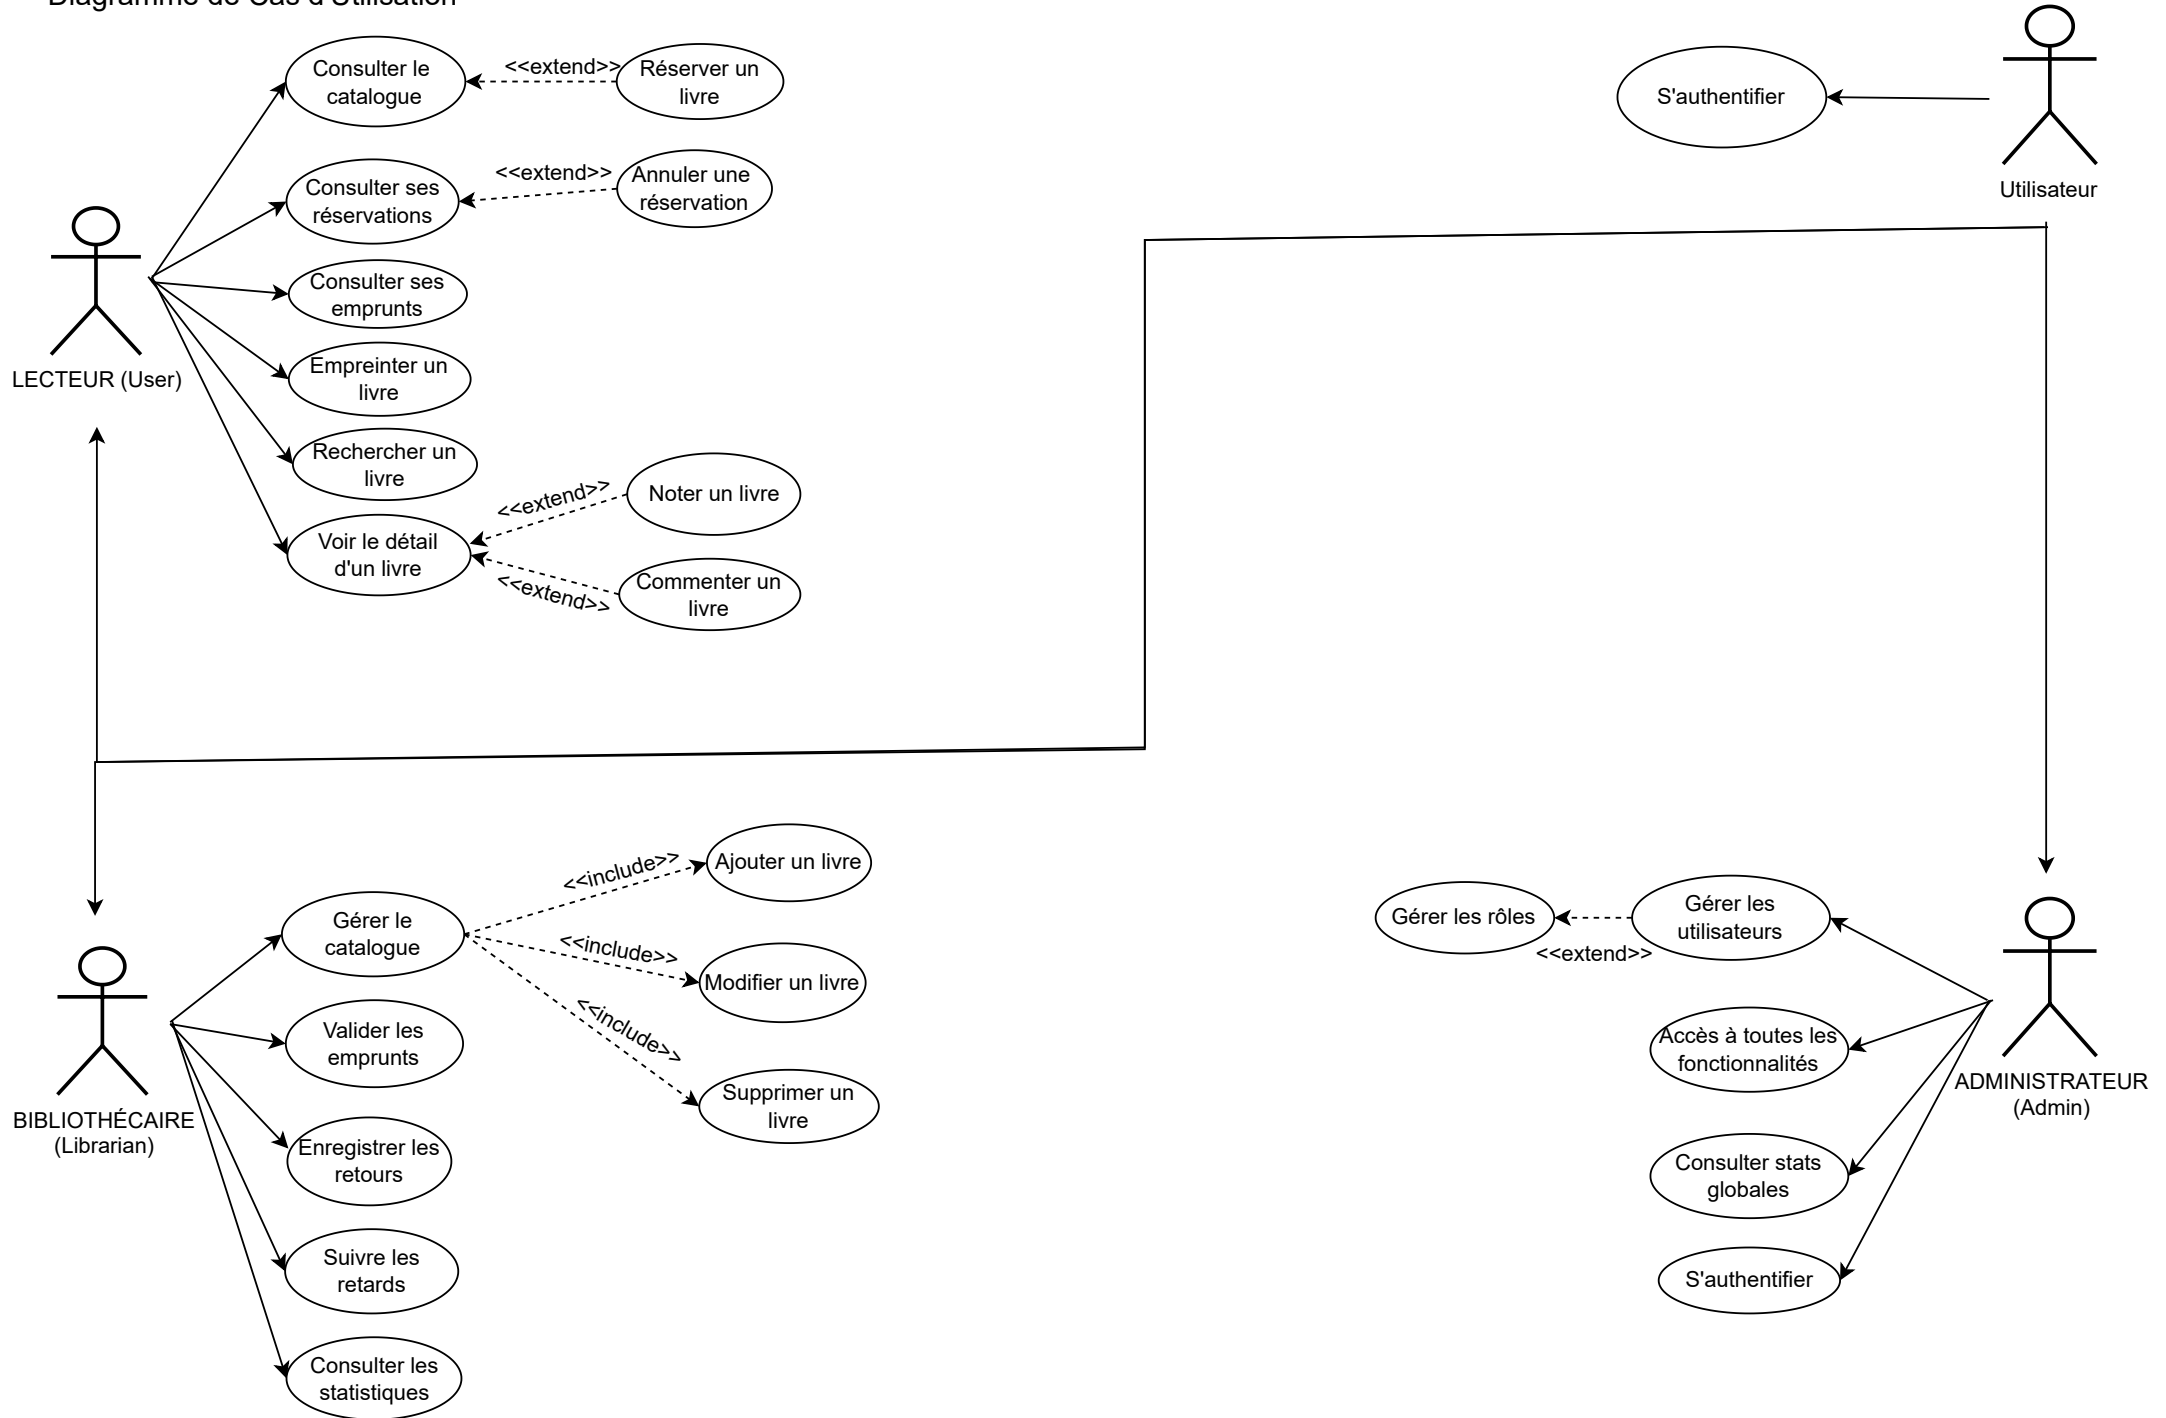 Diagramme de Cas d'Utilisation
Consulter le
catalogue
<<extend>>
Réserver un
livre
S'authentifier
Utilisateur
Consulter ses
réservations
<<extend>>
Annuler une
réservation
Consulter ses
emprunts
LECTEUR (User)
Empreinter un
livre
Rechercher un
livre
Voir le détail
d'un livre
<<extend>>
Noter un livre
<<extend>>
Commenter un
livre
Gérer le
catalogue
<<include>>
Ajouter un livre
<<include>>
Modifier un livre
<<include>>
Supprimer un
livre
Valider les
emprunts
BIBLIOTHÉCAIRE
(Librarian)
Enregistrer les
retours
Suivre les
retards
Consulter les
statistiques
Gérer les rôles
<<extend>>
Gérer les
utilisateurs
Accès à toutes les
fonctionnalités
ADMINISTRATEUR
(Admin)
Consulter stats
globales
S'authentifier